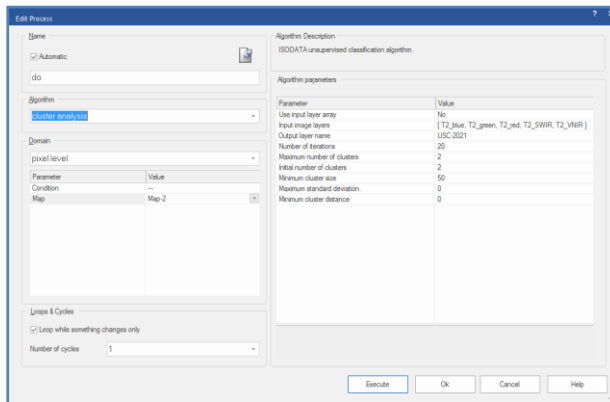 Edit Process
?
Name
Automatic
do
Algorithm
cluster analysis
Domain
pixel level
Parameter Value
Condition ---
Map Map-2
Loops & Cycles
Loop while something changes only
Number of cycles 1
Algorithm Description
ISODATA unsupervised classification algorithm.
Algorithm parameters
Parameter Value
Use input layer array No
Input image layers [ T2_blue, T2_green, T2_red, T2_SWIR, T2_VNIR ]
Output layer name USC-2021
Number of iterations 20
Maximum number of clusters 2
Initial number of clusters 2
Minimum cluster size 50
Maximum standard deviation. 0
Minimum cluster distance 0
Execute Ok Cancel Help